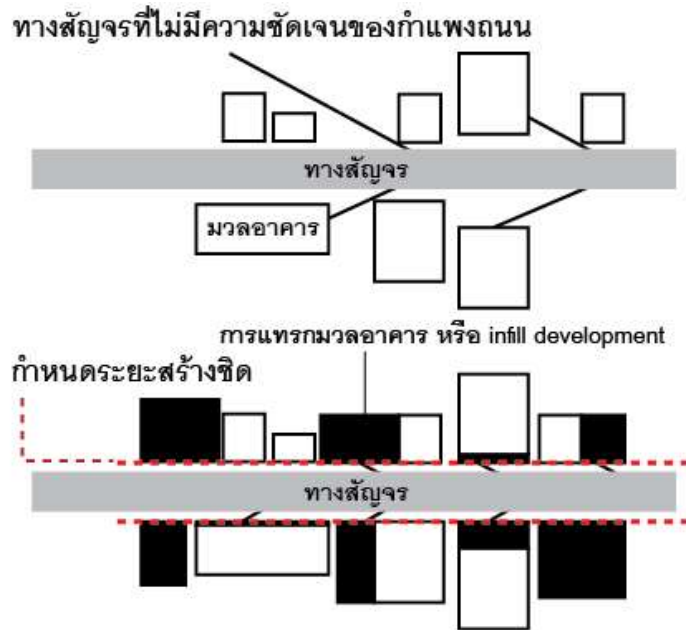 ทางสัญจรที่ไม่มีความชัดเจนของกำแพงถนน
ทางสัญจร
มวลอาคาร
การแทรกมวลอาคาร หรือ infill development
กำหนดระยะสร้างชิด
ทางสัญจร